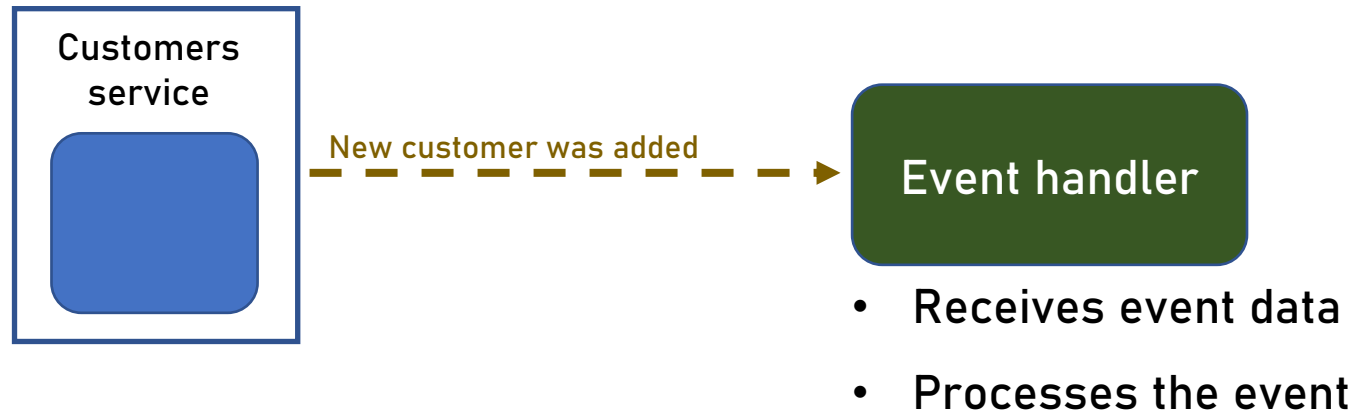 Customers
service
New customer was added
Event handler
• Receives event data
• Processes the event